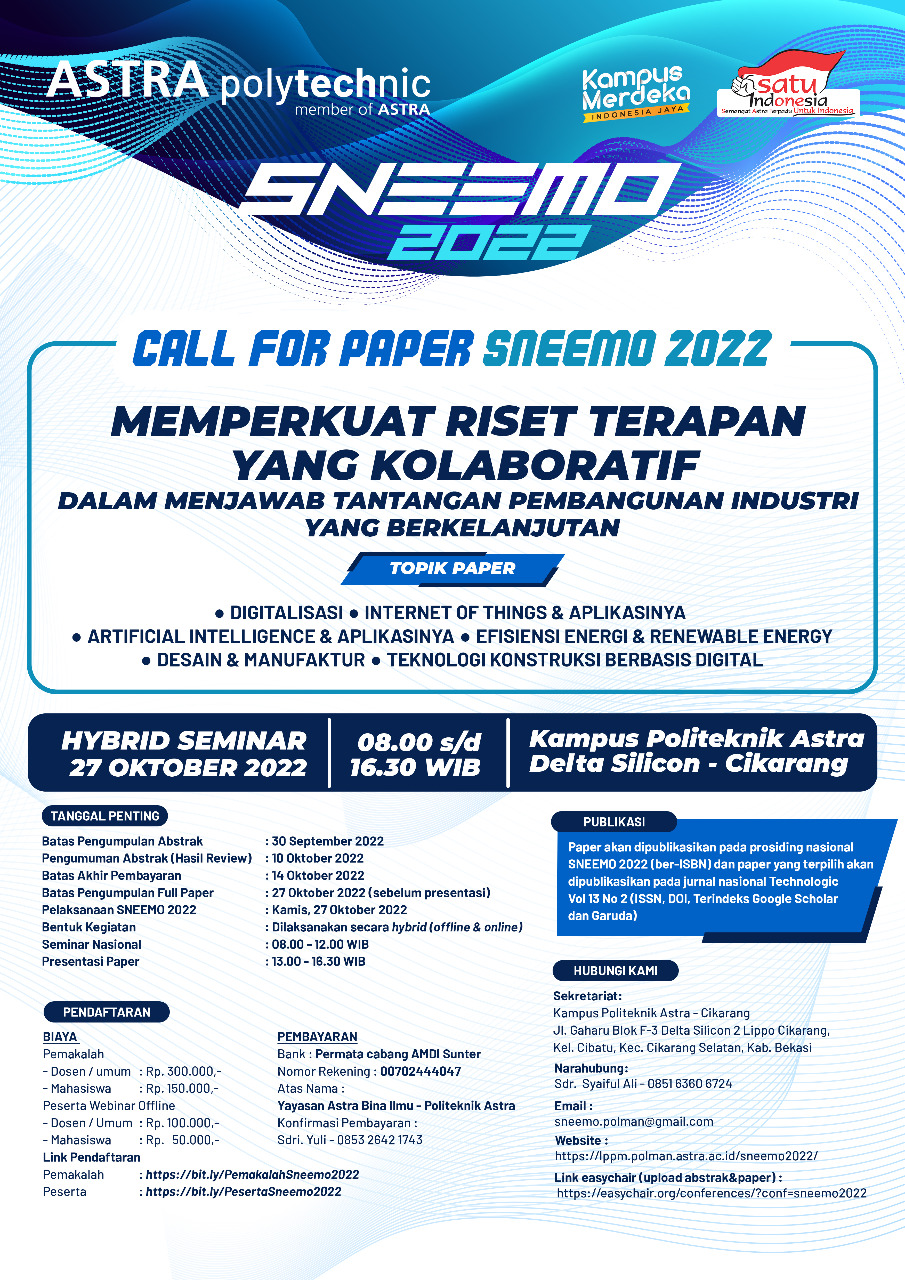 ASTRA polytechnic
member of ASTRA
Kampus
Merdeka
INDONESIA JAYA
satu
Indonesia
Semangat Astra Terpadu Untuk Indonesia
SNEEMO
2022
CALL FOR PAPER SNEEMO 2022
MEMPERKUAT RISET TERAPAN
YANG KOLABORATIF
DALAM MENJAWAB TANTANGAN PEMBANGUNAN INDUSTRI
YANG BERKELANJUTAN
TOPIK PAPER
● DIGITALISASI ● INTERNET OF THINGS & APLIKASINYA
● ARTIFICIAL INTELLIGENCE & APLIKASINYA ● EFISIENSI ENERGI & RENEWABLE ENERGY
● DESAIN & MANUFAKTUR ● TEKNOLOGI KONSTRUKSI BERBASIS DIGITAL
HYBRID SEMINAR
27 OKTOBER 2022
08.00 s/d
16.30 WIB
Kampus Politeknik Astra
Delta Silicon - Cikarang
TANGGAL PENTING
Batas Pengumpulan Abstrak : 30 September 2022
Pengumuman Abstrak (Hasil Review) : 10 Oktober 2022
Batas Akhir Pembayaran : 14 Oktober 2022
Batas Pengumpulan Full Paper : 27 Oktober 2022 (sebelum presentasi)
Pelaksanaan SNEEMO 2022 : Kamis, 27 Oktober 2022
Bentuk Kegiatan : Dilaksanakan secara hybrid (offline & online)
Seminar Nasional : 08.00 - 12.00 WIB
Presentasi Paper : 13.00 - 16.30 WIB
PUBLIKASI
Paper akan dipublikasikan pada prosiding nasional
SNEEMO 2022 (ber-ISBN) dan paper yang terpilih akan
dipublikasikan pada jurnal nasional Technologic
Vol 13 No 2 (ISSN, DOI, Terindeks Google Scholar
dan Garuda)
PENDAFTARAN
BIAYA
Pemakalah
- Dosen / umum : Rp. 300.000,-
- Mahasiswa : Rp. 150.000,-
Peserta Webinar Offline
- Dosen / Umum : Rp. 100.000,-
- Mahasiswa : Rp. 50.000,-
Link Pendaftaran
Pemakalah : https://bit.ly/PemakalahSneemo2022
Peserta : https://bit.ly/PesertaSneemo2022
PEMBAYARAN
Bank : Permata cabang AMDI Sunter
Nomor Rekening : 00702444047
Atas Nama :
Yayasan Astra Bina Ilmu - Politeknik Astra
Konfirmasi Pembayaran :
Sdri. Yuli - 0853 2642 1743
HUBUNGI KAMI
Sekretariat:
Kampus Politeknik Astra - Cikarang
Jl. Gaharu Blok F-3 Delta Silicon 2 Lippo Cikarang,
Kel. Cibatu, Kec. Cikarang Selatan, Kab. Bekasi
Narahubung:
Sdr. Syaiful Ali - 0851 6360 6724
Email :
sneemo.polman@gmail.com
Website :
https://lppm.polman.astra.ac.id/sneemo2022/
Link easychair (upload abstrak&paper) :
https://easychair.org/conferences/?conf=sneemo2022